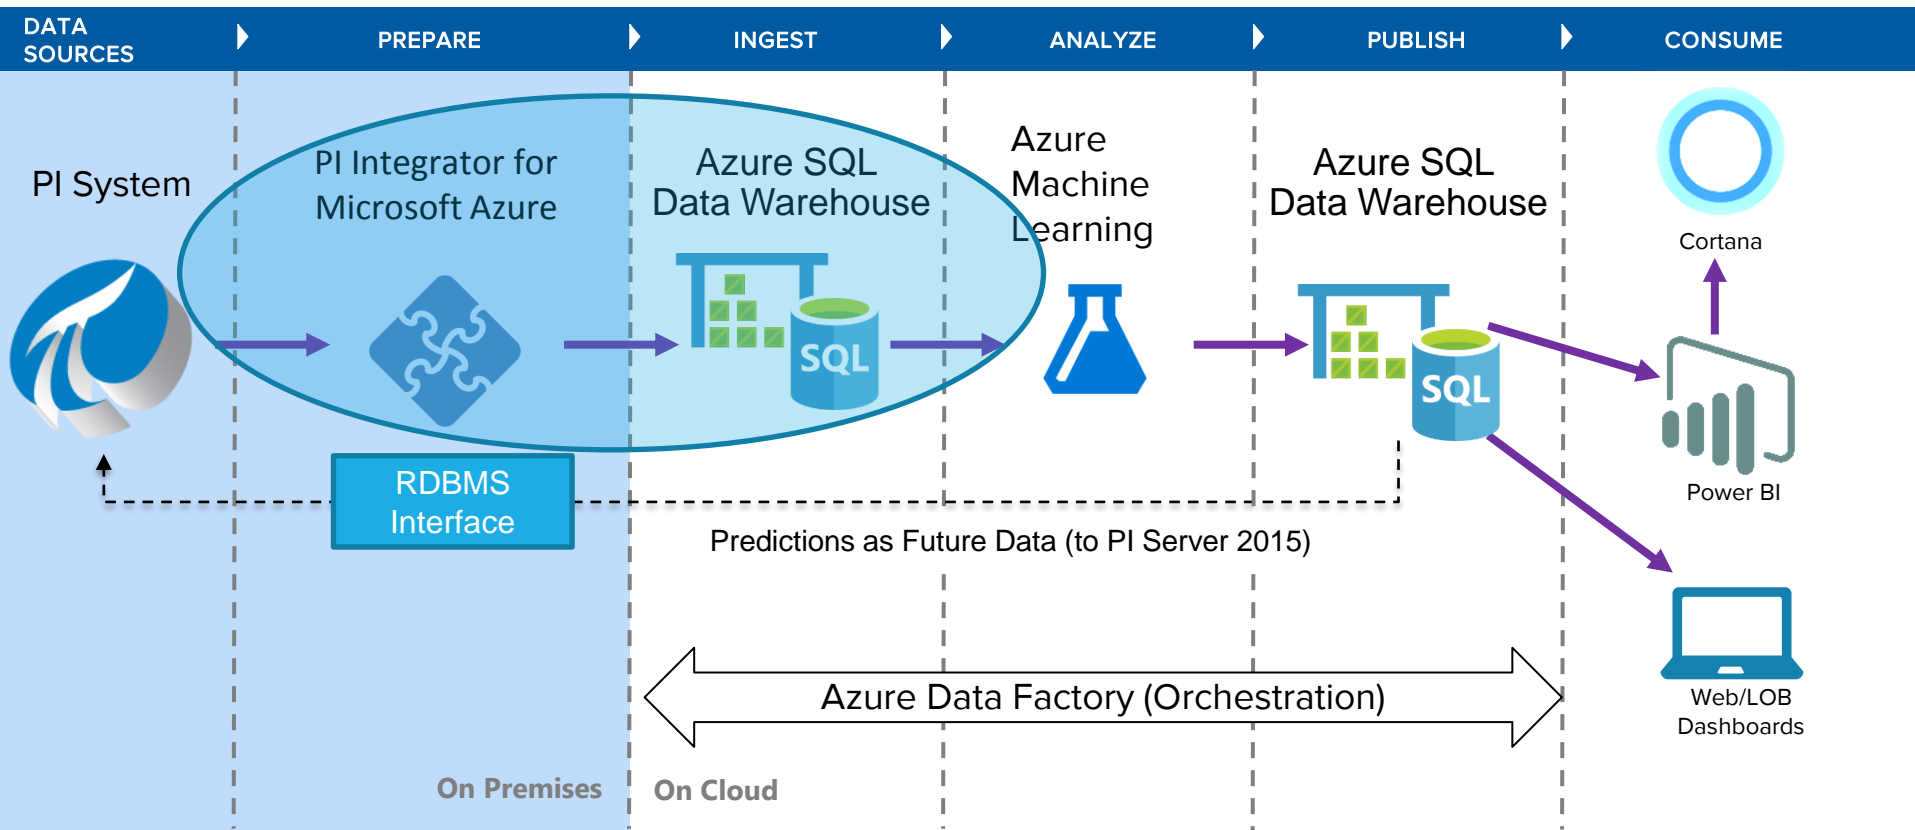 DATA
SOURCES
PREPARE
INGEST
ANALYZE
PUBLISH
CONSUME
PI System
PI Integrator for
Microsoft Azure
Azure SQL
Data Warehouse
Azure
Machine
Learning
Azure SQL
Data Warehouse
Cortana
SQL
SQL
Power BI
RDBMS
Interface
Predictions as Future Data (to PI Server 2015)
Azure Data Factory (Orchestration)
Web/LOB
Dashboards
On Premises
On Cloud